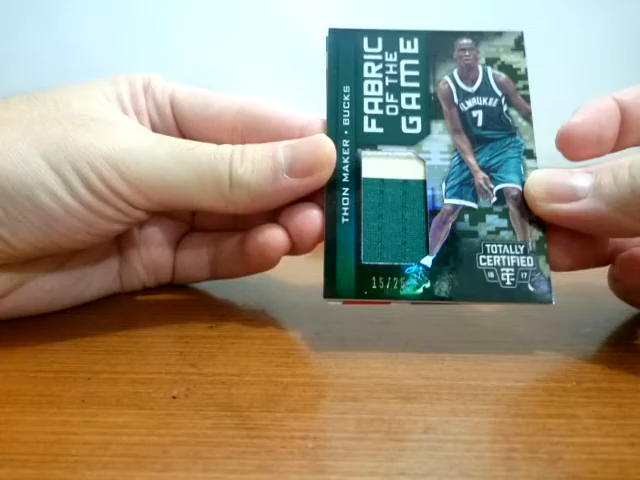 THON MAKER • BUCKS
FABRIC
OF THE
GAME
MILWAUKEE
7
15/25
TOTALLY
CERTIFIED
16 17